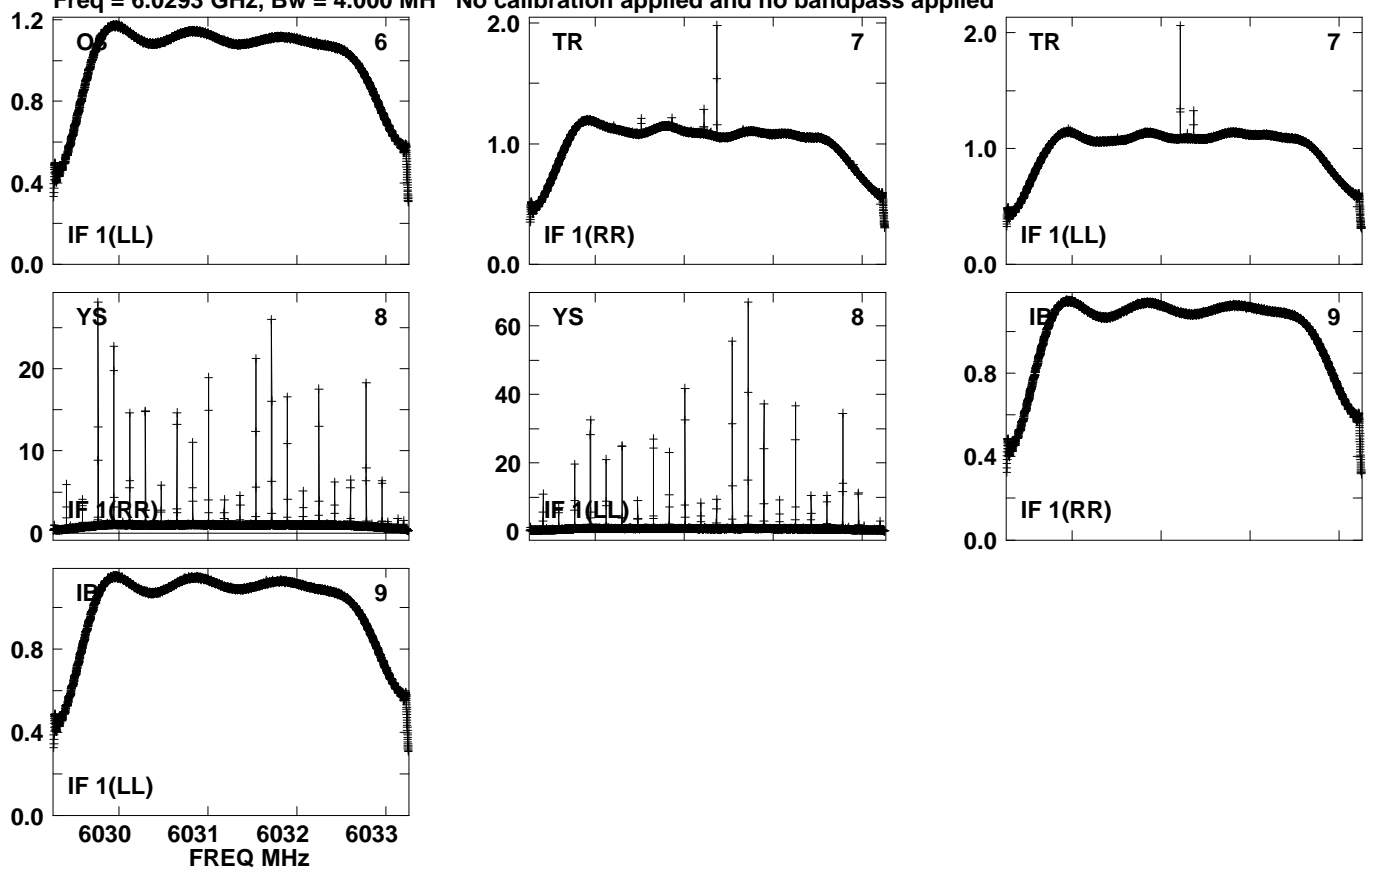 Freq = 6.0293 GHz, Bw = 4.000 MH No calibration applied and no bandpass applied
1.2
0.8
0.4
0.0
OS
6
IF 1(LL)
2.0
1.0
0.0
TR
7
IF 1(RR)
2.0
1.0
0.0
TR
7
IF 1(LL)
20
10
0
YS
8
IF 1(RR)
60
40
20
0
YS
8
IF 1(LL)
0.8
0.4
0.0
IB
9
IF 1(RR)
0.8
0.4
0.0
IB
9
IF 1(LL)
6030 6031 6032 6033
FREQ MHz